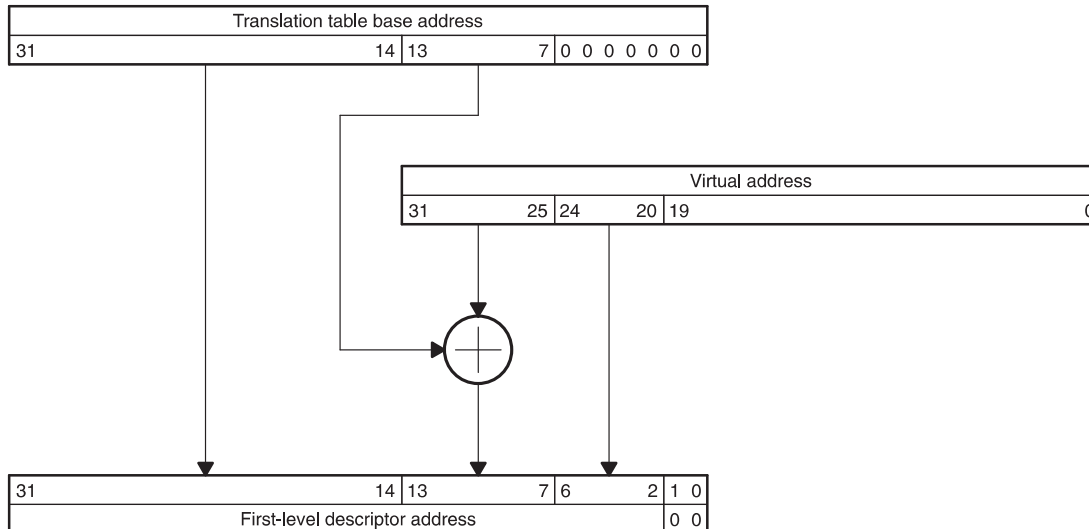 Translation table base address
31 14 13 7 0 0 0 0 0 0 0
Virtual address
31 25 24 20 19 0
31 14 13 7 6 2 1 0
First-level descriptor address 0 0